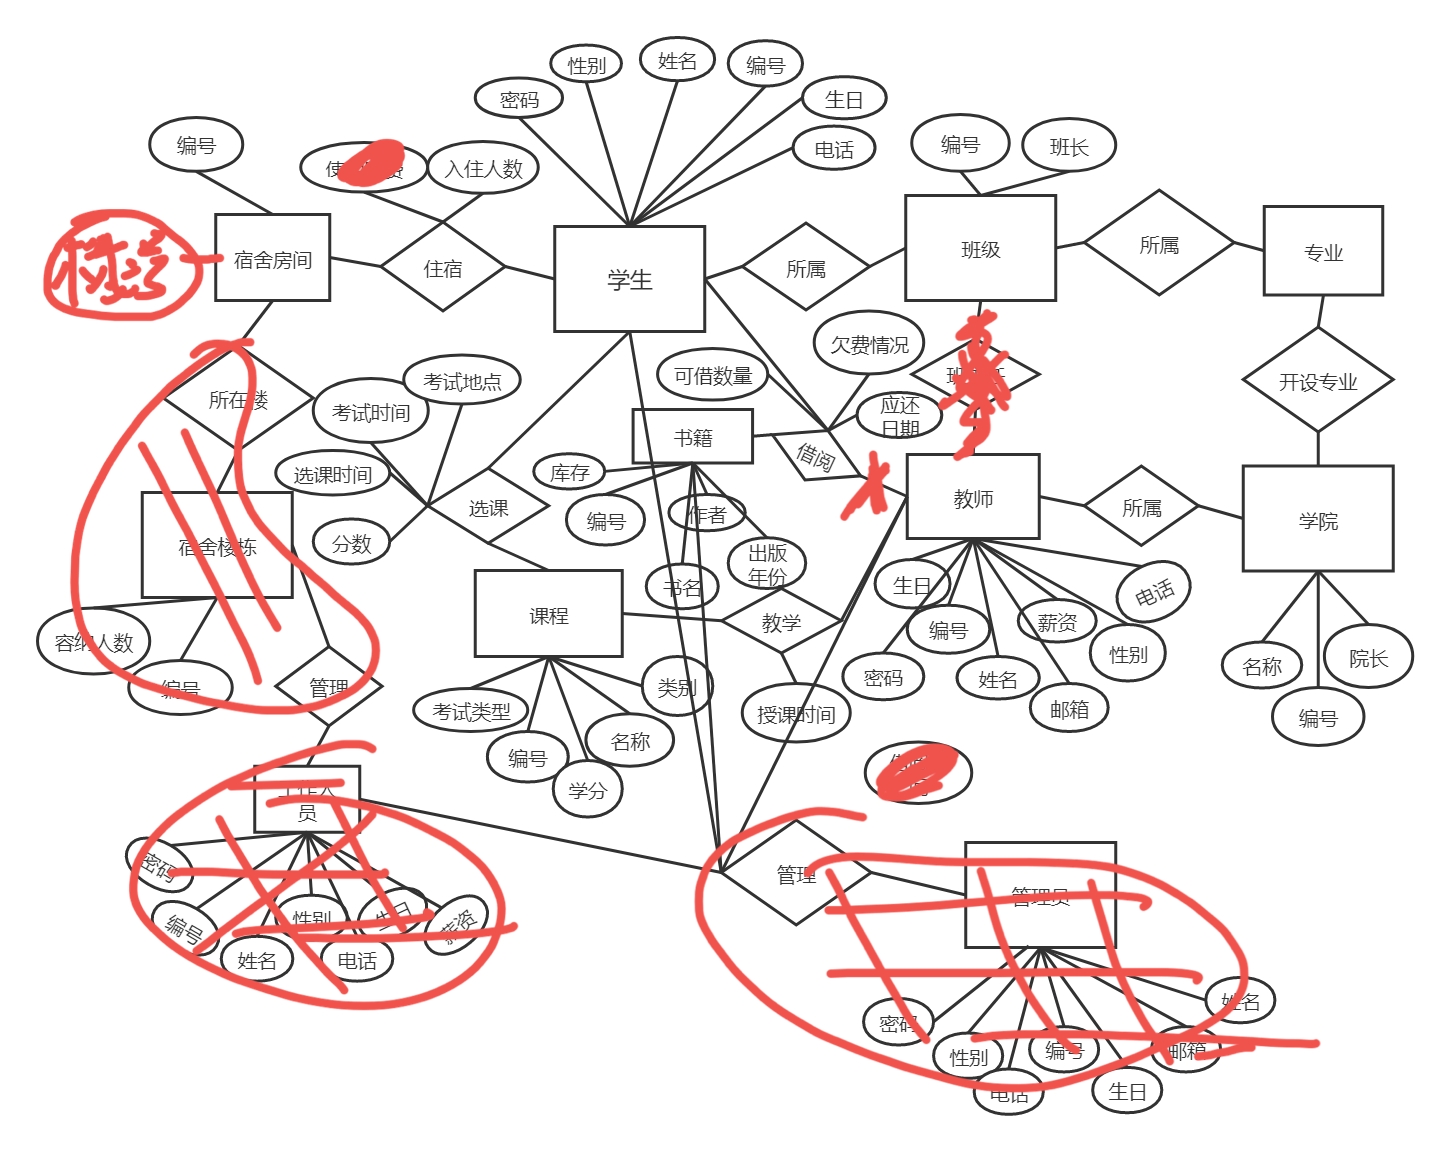 性别
姓名
编号
密码
生日
电话
编号
入住人数
编号
班长
宿舍房间
住宿
学生
所属
班级
所属
专业
欠费情况
可借数量
应还
日期
开设专业
所在楼
考试时间
考试地点
书籍
借阅
选课时间
库存
选课
分数
编号
作者
出版
年份
书名
教师
所属
学院
宿舍楼栋
容纳人数
编号
管理
课程
教学
生日
编号
薪资
电话
密码
姓名
性别
邮箱
名称
院长
编号
考试类型
类别
编号
名称
学分
授课时间
工作人
员
密码
编号
性别
生日
薪资
姓名
电话
管理
管理员
密码
性别
编号
邮箱
姓名
电话
生日